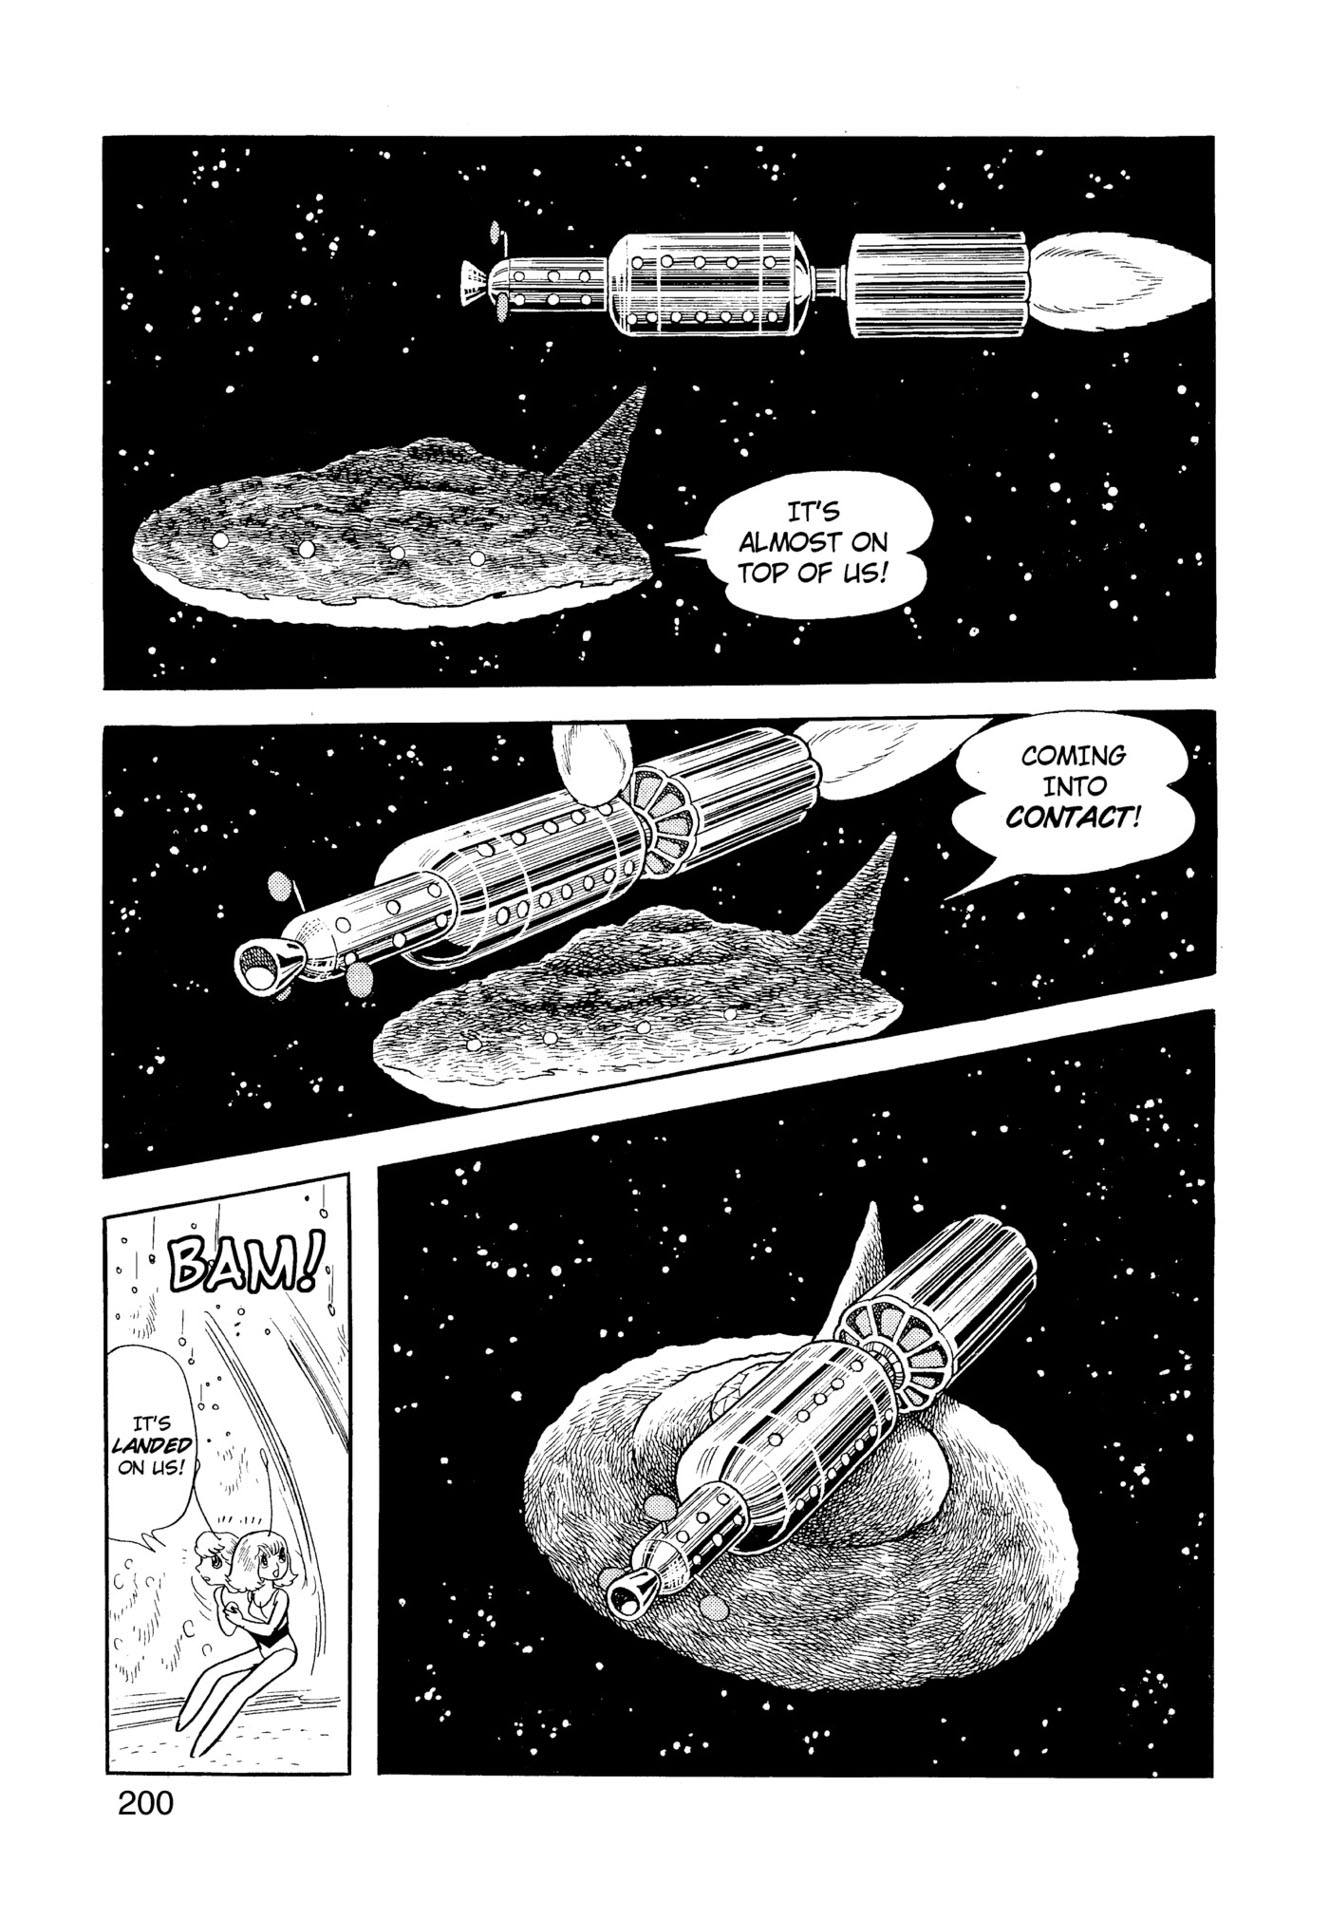 IT'S
ALMOST ON
TOP OF US!
COMING
INTO
CONTACT!
BAM!
IT'S
LANDED
ON US!
200